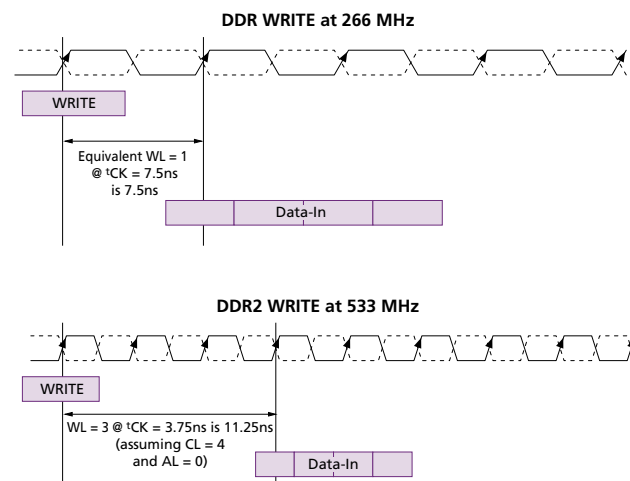 DDR WRITE at 266 MHz
WRITE
Equivalent WL = 1
@ ᵗCK = 7.5ns
is 7.5ns
Data-In
DDR2 WRITE at 533 MHz
WRITE
WL = 3 @ ᵗCK = 3.75ns is 11.25ns
(assuming CL = 4
and AL = 0)
Data-In